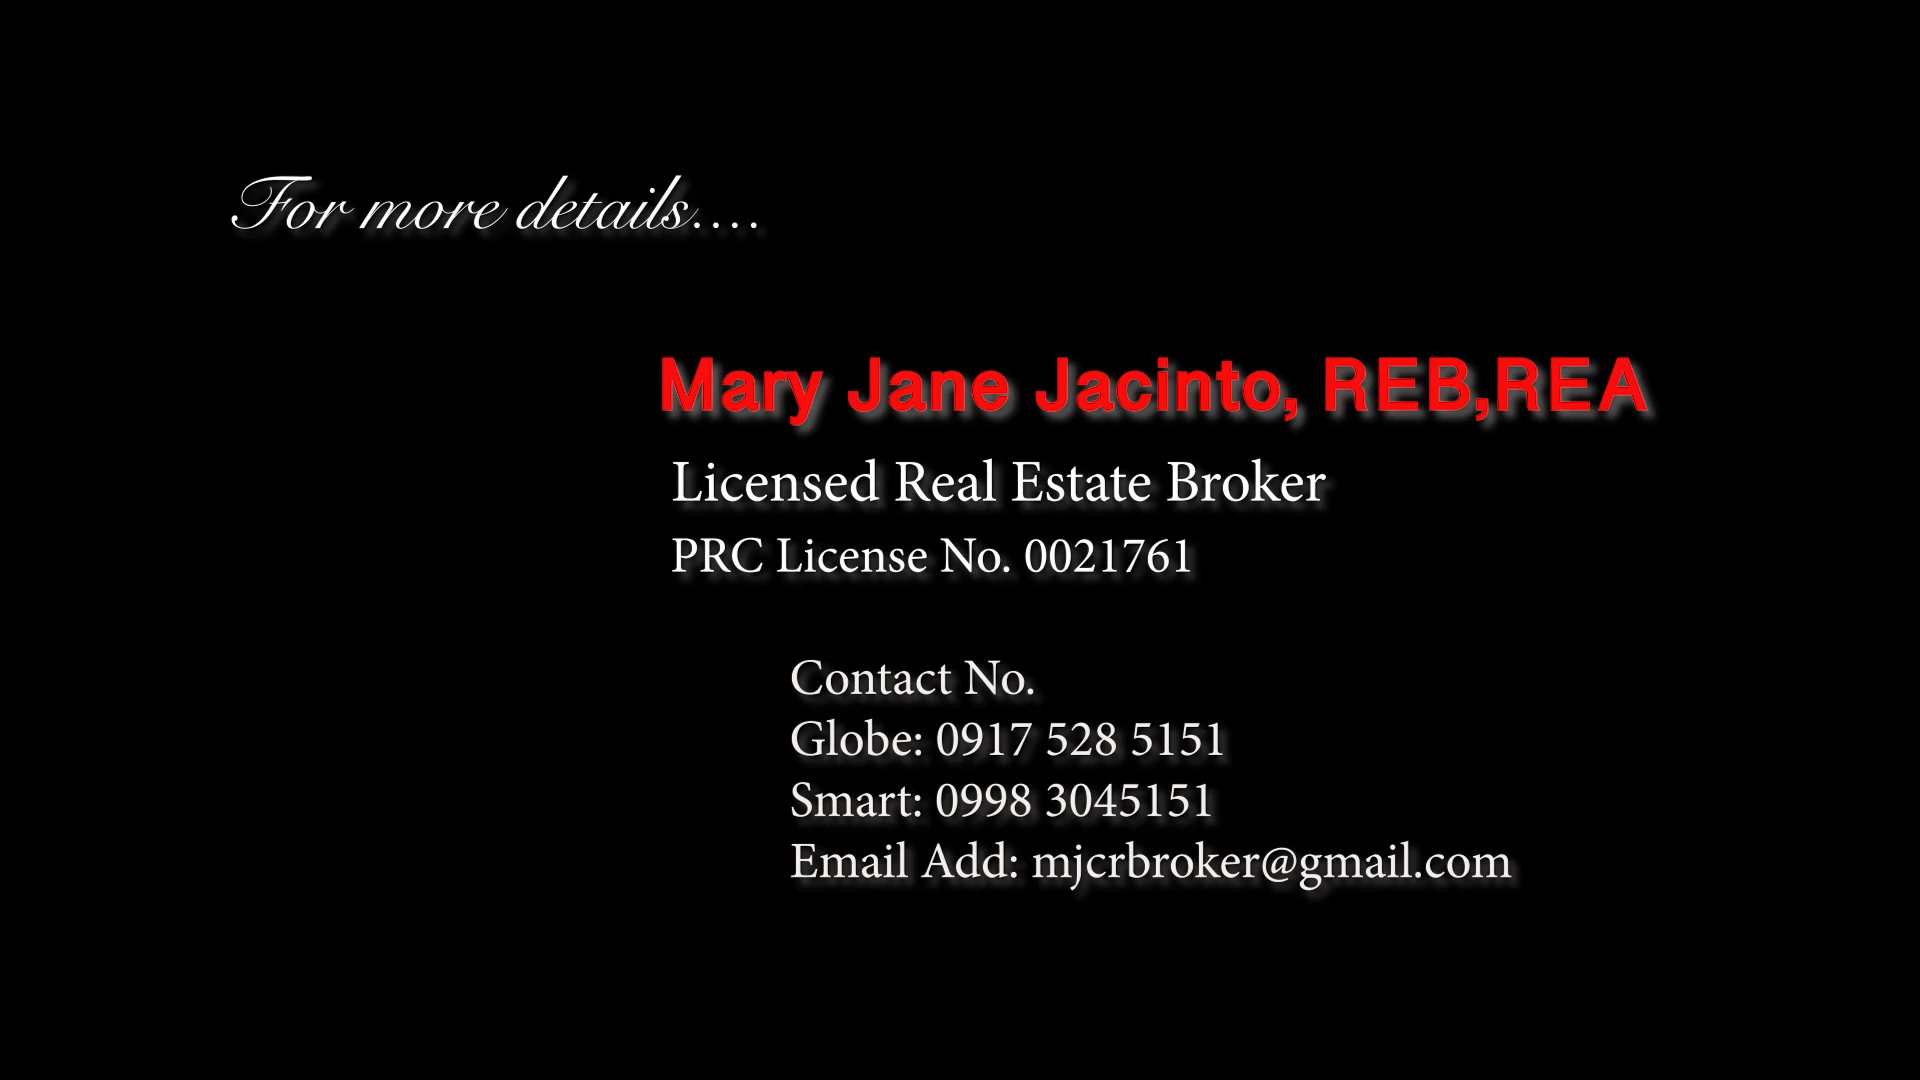 For more details....
Mary Jane Jacinto, REB,REA
Licensed Real Estate Broker
PRC License No. 0021761
Contact No.
Globe: 0917 528 5151
Smart: 0998 3045151
Email Add: mjcrbroker@gmail.com